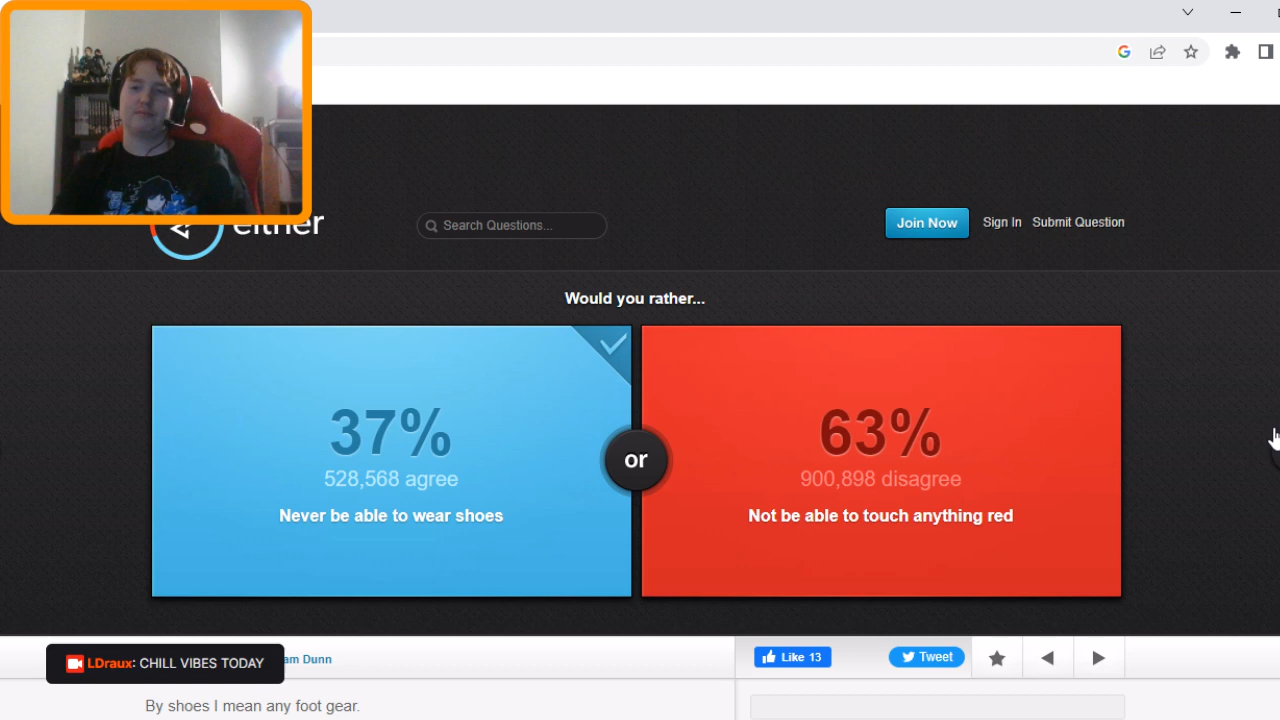 either
Search Questions...
Join Now
Sign In
Submit Question
Would you rather...
37%
528,568 agree
Never be able to wear shoes
or
63%
900,898 disagree
Not be able to touch anything red
LDraux: CHILL VIBES TODAY
am Dunn
Like 13
Tweet
By shoes I mean any foot gear.